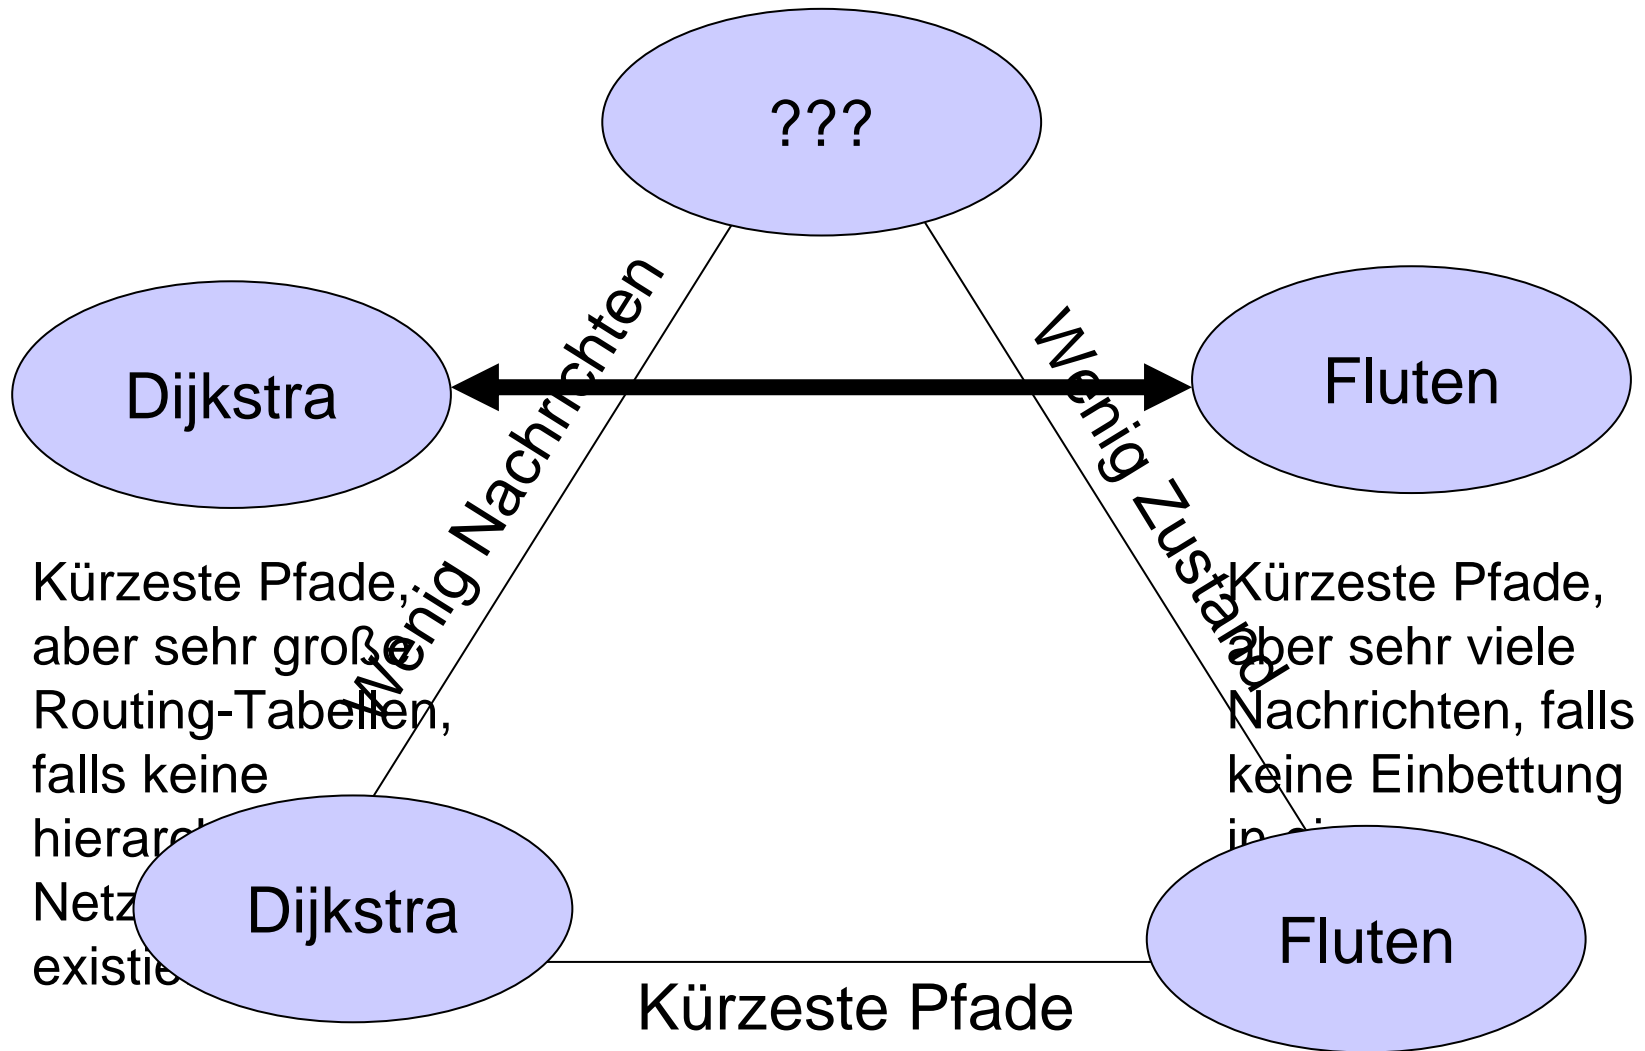 ???
Wenig Nachrichten
Wenig Zustand
Dijkstra
Fluten
Kürzeste Pfade,
aber sehr große
Routing-Tabellen,
falls keine
Kürzeste Pfade,
aber sehr viele
Nachrichten, falls
keine Einbettung
in
Dijkstra
Fluten
Kürzeste Pfade